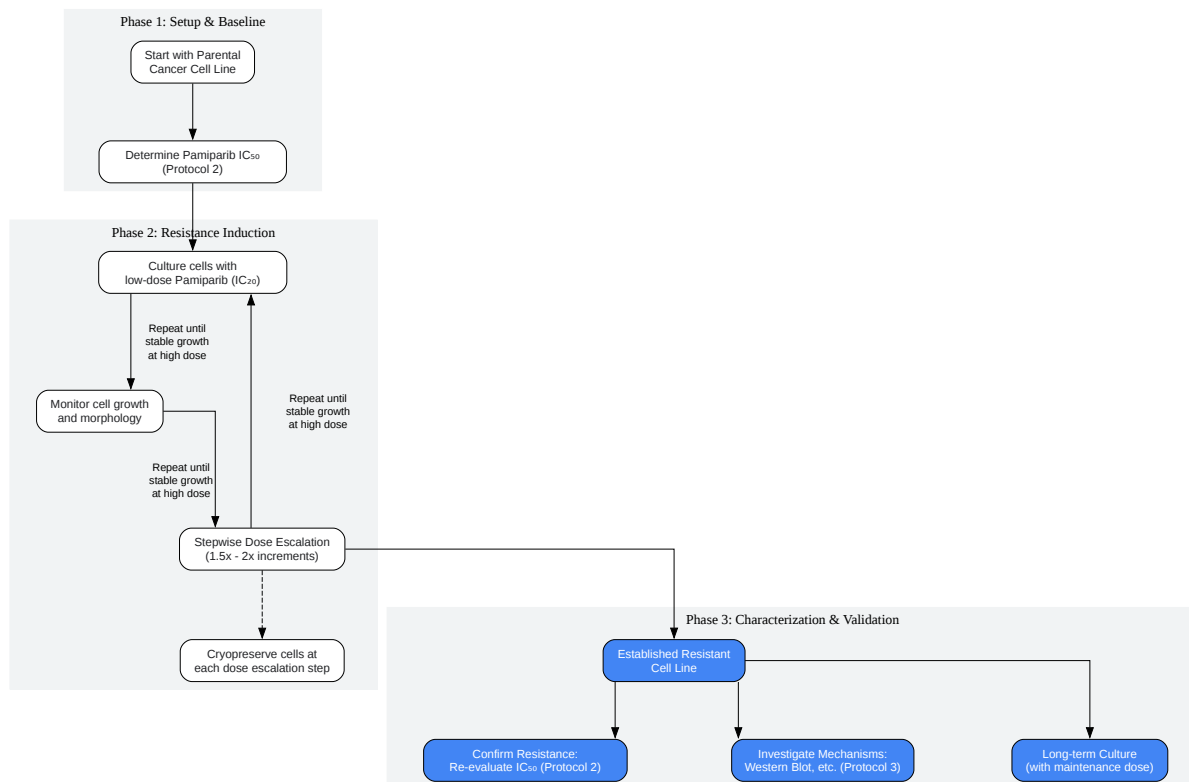 Phase 1: Setup & Baseline
Start with Parental
Cancer Cell Line
Determine Pamiparib IC₅₀
(Protocol 2)
Phase 2: Resistance Induction
Culture cells with
low-dose Pamiparib (IC₂₀)
Repeat until
stable growth
at high dose
Monitor cell growth
and morphology
Repeat until
stable growth
at high dose
Repeat until
stable growth
at high dose
Stepwise Dose Escalation
(1.5x - 2x increments)
Cryopreserve cells at
each dose escalation step
Phase 3: Characterization & Validation
Established Resistant
Cell Line
Confirm Resistance:
Re-evaluate IC₅₀ (Protocol 2)
Investigate Mechanisms:
Western Blot, etc. (Protocol 3)
Long-term Culture
(with maintenance dose)